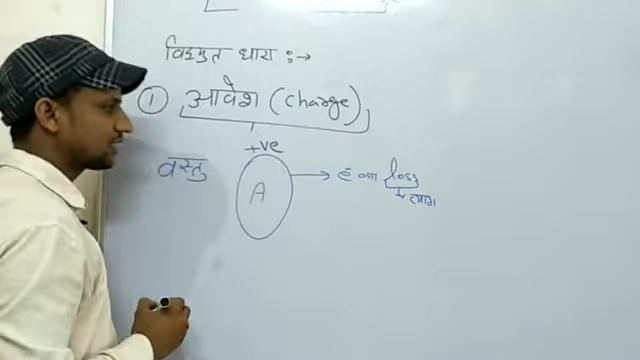 विद्युत धारा :→
① आवेश (Charge)
+ve
वस्तु A → e⁻ का loss
↳ त्याग